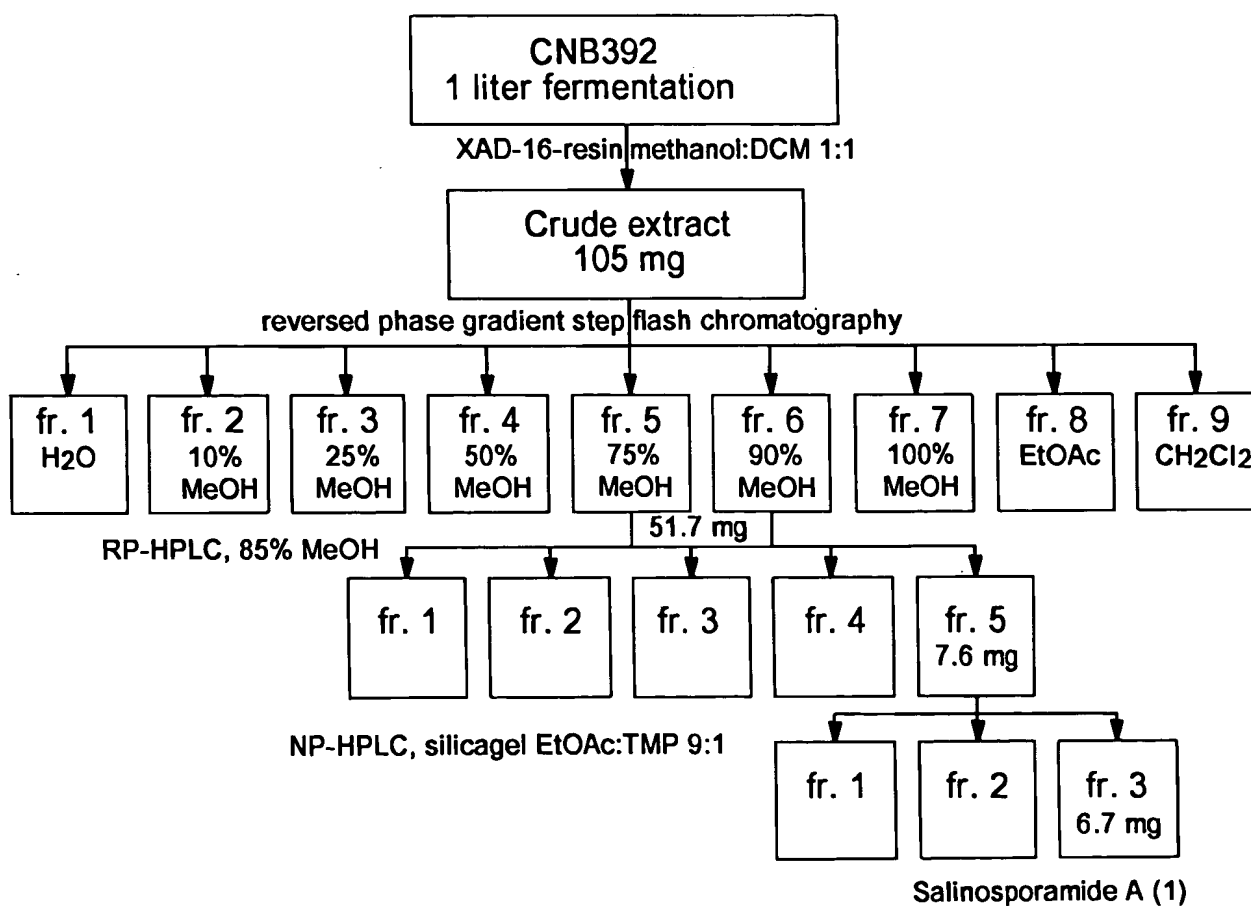 CNB392
1 liter fermentation
XAD-16-resin methanol:DCM 1:1
Crude extract
105 mg
reversed phase gradient step flash chromatography
fr. 1
H2O
fr. 2
10%
MeOH
fr. 3
25%
MeOH
fr. 4
50%
MeOH
fr. 5
75%
MeOH
fr. 6
90%
MeOH
fr. 7
100%
MeOH
fr. 8
EtOAc
fr. 9
CH2Cl2
51.7 mg
RP-HPLC, 85% MeOH
fr. 1
fr. 2
fr. 3
fr. 4
fr. 5
7.6 mg
NP-HPLC, silicagel EtOAc:TMP 9:1
fr. 1
fr. 2
fr. 3
6.7 mg
Salinosporamide A (1)